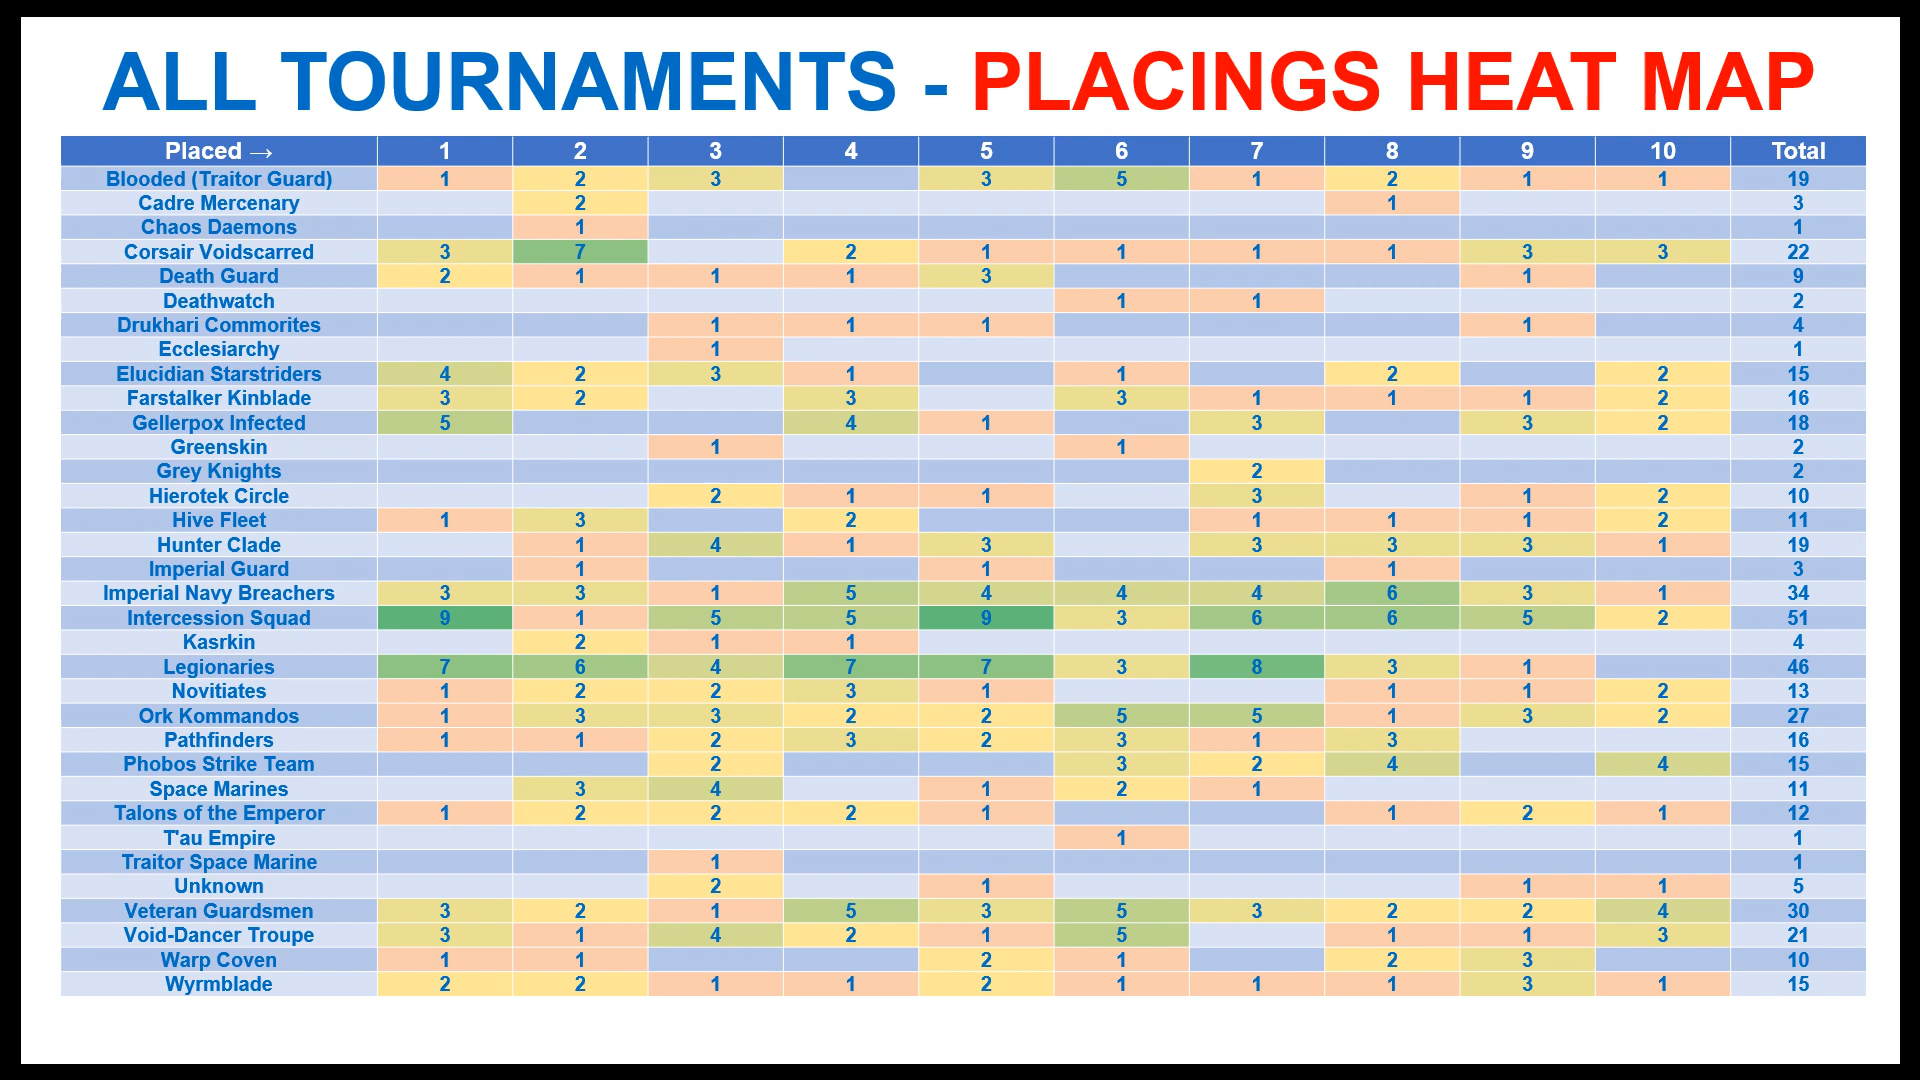 ALL TOURNAMENTS - PLACINGS HEAT MAP
Placed → 1 2 3 4 5 6 7 8 9 10 Total
Blooded (Traitor Guard) 1 2 3 3 5 1 2 1 1 19
Cadre Mercenary 2 1 3
Chaos Daemons 1 1
Corsair Voidscarred 3 7 2 1 1 1 1 3 3 22
Death Guard 2 1 1 1 3 1 9
Deathwatch 1 1 2
Drukhari Commorites 1 1 1 1 4
Ecclesiarchy 1 1
Elucidian Starstriders 4 2 3 1 1 2 2 15
Farstalker Kinblade 3 2 3 3 1 1 1 2 16
Gellerpox Infected 5 4 1 3 3 2 18
Greenskin 1 1 2
Grey Knights 2 2
Hierotek Circle 2 1 1 3 1 2 10
Hive Fleet 1 3 2 1 1 1 2 11
Hunter Clade 1 4 1 3 3 3 3 1 19
Imperial Guard 1 1 1 3
Imperial Navy Breachers 3 3 1 5 4 4 4 6 3 1 34
Intercession Squad 9 1 5 5 9 3 6 6 5 2 51
Kasrkin 2 1 1 4
Legionaries 7 6 4 7 7 3 8 3 1 46
Novitiates 1 2 2 3 1 1 1 2 13
Ork Kommandos 1 3 3 2 2 5 5 1 3 2 27
Pathfinders 1 1 2 3 2 3 1 3 16
Phobos Strike Team 2 3 2 4 4 15
Space Marines 3 4 1 2 1 11
Talons of the Emperor 1 2 2 2 1 1 2 1 12
T'au Empire 1 1
Traitor Space Marine 1 1
Unknown 2 1 1 1 5
Veteran Guardsmen 3 2 1 5 3 5 3 2 2 4 30
Void-Dancer Troupe 3 1 4 2 1 5 1 1 3 21
Warp Coven 1 1 2 1 2 3 10
Wyrmblade 2 2 1 1 2 1 1 1 3 1 15